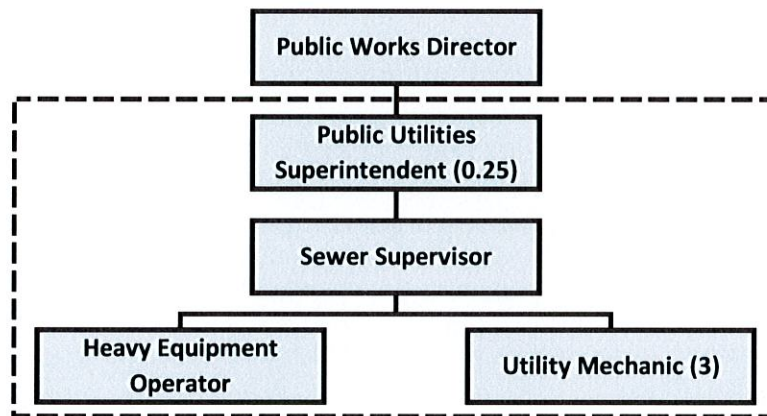 Public Works Director
Public Utilities
Superintendent (0.25)
Sewer Supervisor
Heavy Equipment
Operator
Utility Mechanic (3)